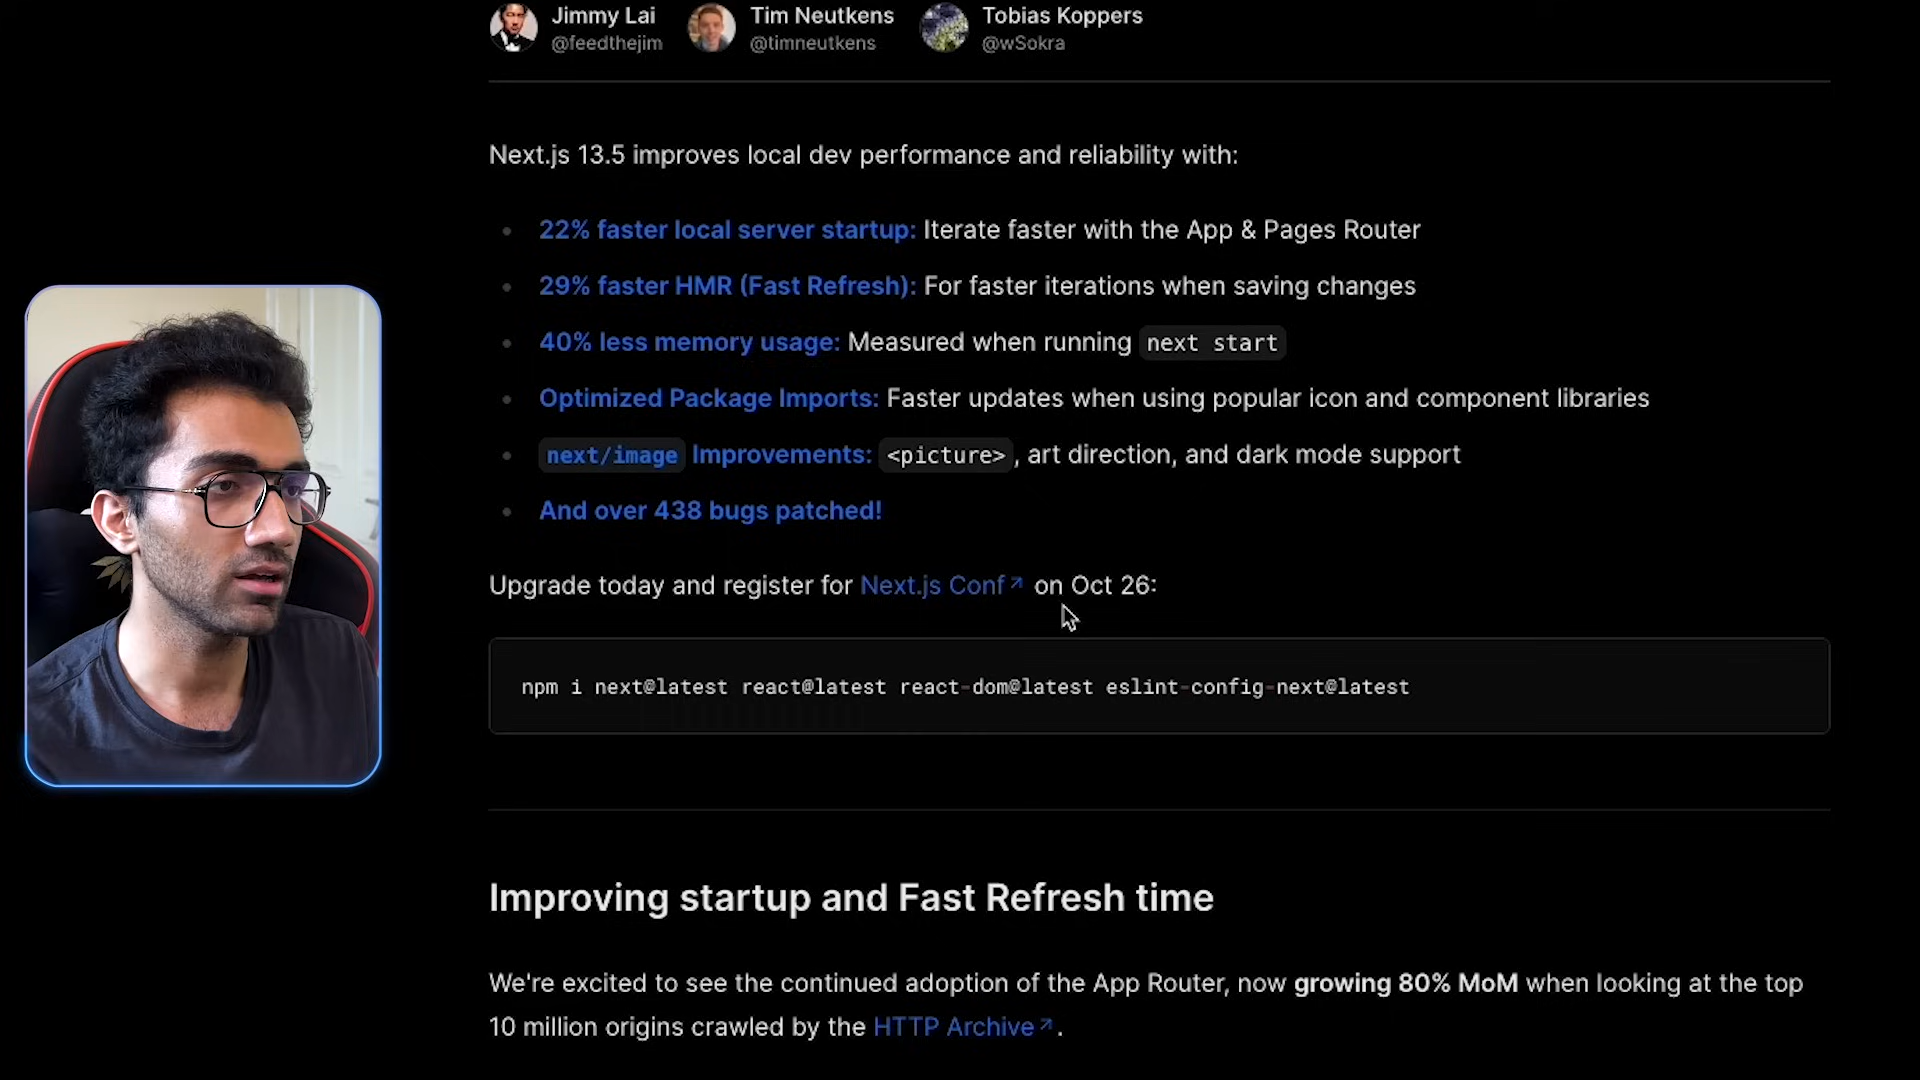 Jimmy Lai
@feedthejim
Tim Neutkens
@timneutkens
Tobias Koppers
@wSokra
Next.js 13.5 improves local dev performance and reliability with:
22% faster local server startup: Iterate faster with the App & Pages Router
29% faster HMR (Fast Refresh): For faster iterations when saving changes
40% less memory usage: Measured when running next start
Optimized Package Imports: Faster updates when using popular icon and component libraries
next/image Improvements: <picture>, art direction, and dark mode support
And over 438 bugs patched!
Upgrade today and register for Next.js Conf↗ on Oct 26:
npm i next@latest react@latest react-dom@latest eslint-config-next@latest
Improving startup and Fast Refresh time
We're excited to see the continued adoption of the App Router, now growing 80% MoM when looking at the top
10 million origins crawled by the HTTP Archive↗.